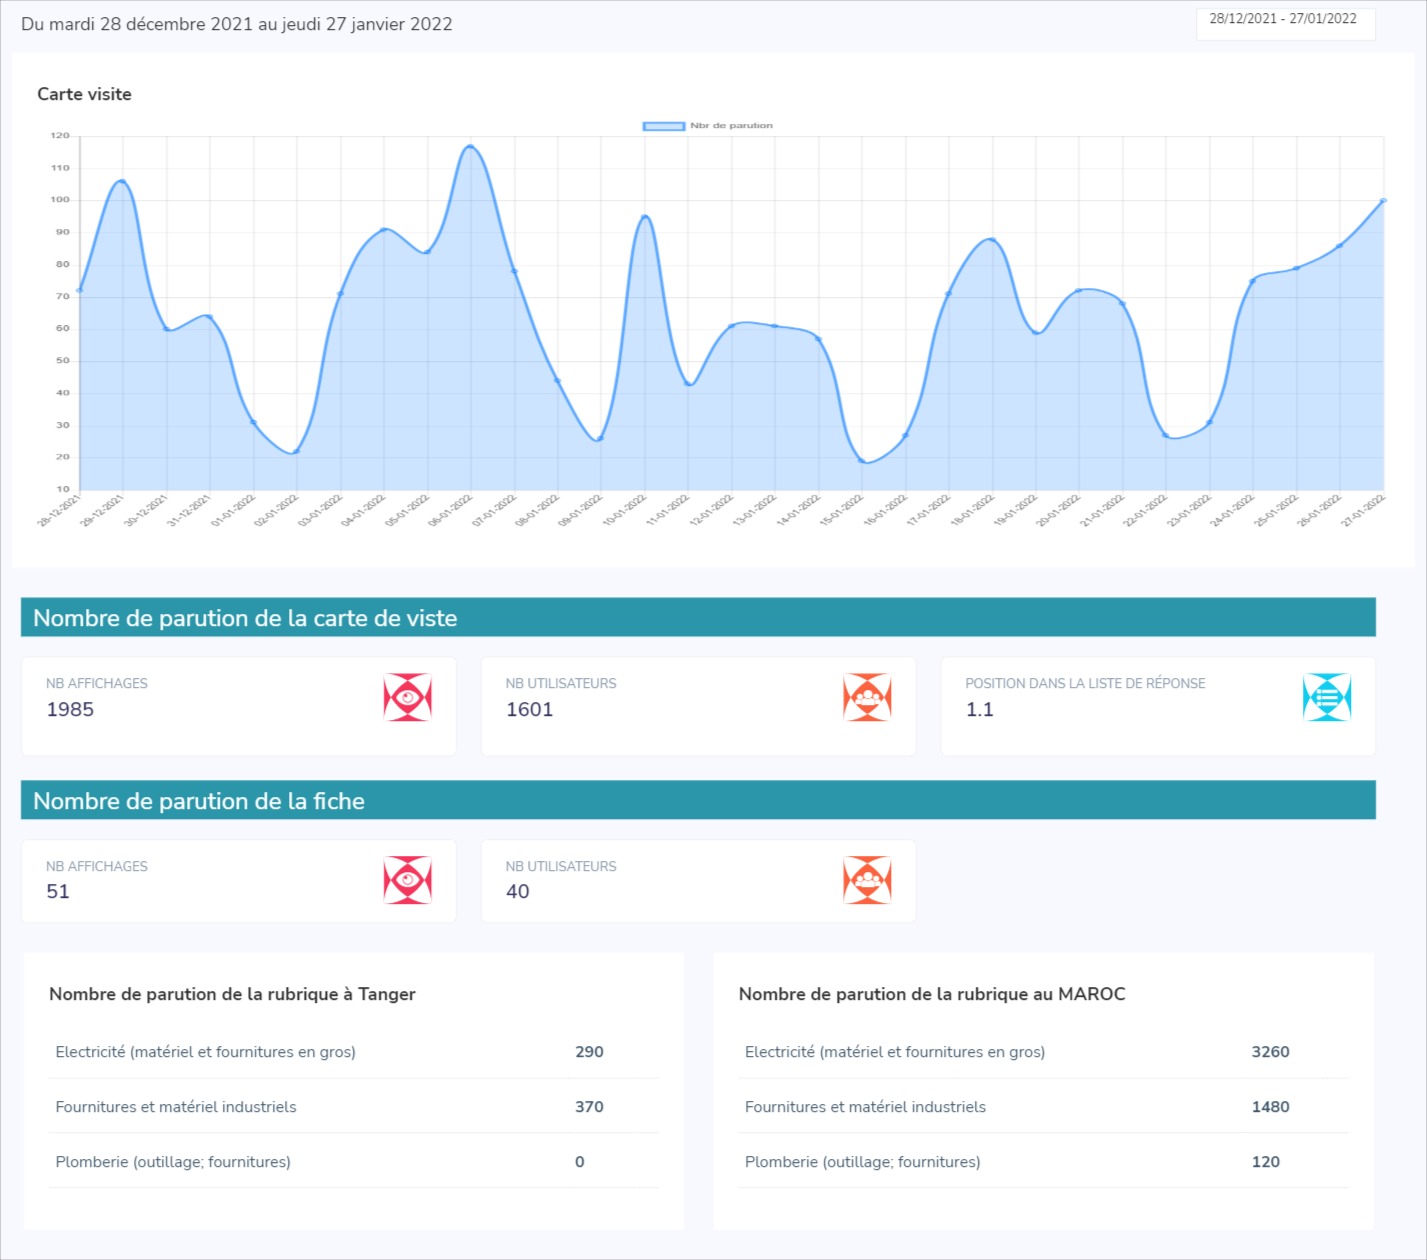 Du mardi 28 décembre 2021 au jeudi 27 janvier 2022
28/12/2021 - 27/01/2022
Carte visite
Nbr de parution
120
110
100
90
80
70
60
50
40
30
20
10
28-12-2021
29-12-2021
30-12-2021
31-12-2021
01-01-2022
02-01-2022
03-01-2022
04-01-2022
05-01-2022
06-01-2022
07-01-2022
08-01-2022
09-01-2022
10-01-2022
11-01-2022
12-01-2022
13-01-2022
14-01-2022
15-01-2022
16-01-2022
17-01-2022
18-01-2022
19-01-2022
20-01-2022
21-01-2022
22-01-2022
23-01-2022
24-01-2022
25-01-2022
26-01-2022
27-01-2022
Nombre de parution de la carte de viste
NB AFFICHAGES
1985
NB UTILISATEURS
1601
POSITION DANS LA LISTE DE RÉPONSE
1.1
Nombre de parution de la fiche
NB AFFICHAGES
51
NB UTILISATEURS
40
Nombre de parution de la rubrique à Tanger
Electricité (matériel et fournitures en gros) 290
Fournitures et matériel industriels 370
Plomberie (outillage; fournitures) 0
Nombre de parution de la rubrique au MAROC
Electricité (matériel et fournitures en gros) 3260
Fournitures et matériel industriels 1480
Plomberie (outillage; fournitures) 120